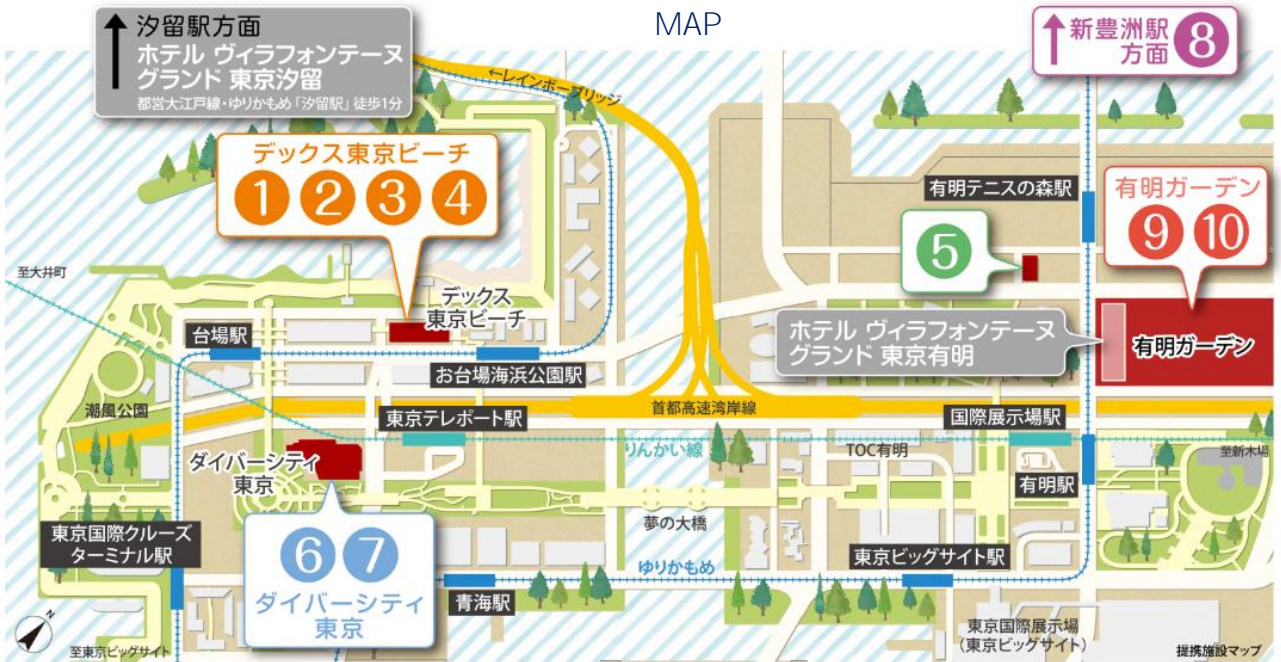 MAP
汐留駅方面
ホテル ヴィラフォンテーヌ
グランド 東京汐留
都営大江戸線・ゆりかもめ「汐留駅」徒歩1分
新豊洲駅
方面
8
←レインボーブリッジ
デックス東京ビーチ
1 2 3 4
有明テニスの森駅
有明ガーデン
9 10
5
至大井町
デックス
東京ビーチ
台場駅
お台場海浜公園駅
ホテル ヴィラフォンテーヌ
グランド 東京有明
有明ガーデン
潮風公園
東京テレポート駅
首都高速湾岸線
国際展示場駅
りんかい線
TOC有明
至新木場
ダイバーシティ
東京
有明駅
東京国際クルーズ
ターミナル駅
夢の大橋
6 7
ダイバーシティ
東京
ゆりかもめ
東京ビッグサイト駅
青海駅
N
至東京ビッグサイト
東京国際展示場
(東京ビッグサイト)
提携施設マップ